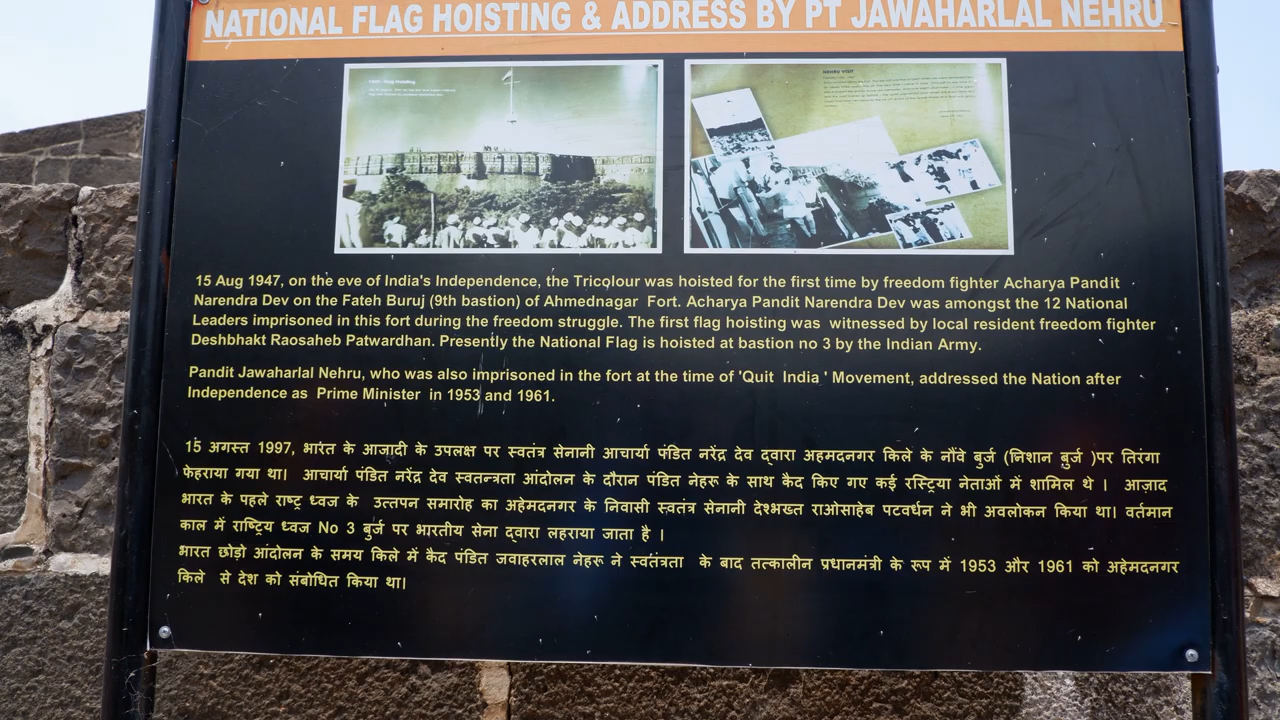 NATIONAL FLAG HOISTING & ADDRESS BY PT JAWAHARLAL NEHRU
NEHRU VISIT
15 Aug 1947, on the eve of India's Independence, the Tricolour was hoisted for the first time by freedom fighter Acharya Pandit
Narendra Dev on the Fateh Buruj (9th bastion) of Ahmednagar Fort. Acharya Pandit Narendra Dev was amongst the 12 National
Leaders imprisoned in this fort during the freedom struggle. The first flag hoisting was witnessed by local resident freedom fighter
Deshbhakt Raosaheb Patwardhan. Presently the National Flag is hoisted at bastion no 3 by the Indian Army.
Pandit Jawaharlal Nehru, who was also imprisoned in the fort at the time of 'Quit India ' Movement, addressed the Nation after
Independence as Prime Minister in 1953 and 1961.
15 अगस्त 1997, भारत के आजादी के उपलक्ष पर स्वतंत्र सेनानी आचार्या पंडित नरेंद्र देव द्वारा अहमदनगर किले के नौंवे बुर्ज (निशान बुर्ज )पर तिरंगा
फेहराया गया था। आचार्या पंडित नरेंद्र देव स्वतन्त्रता आंदोलन के दौरान पंडित नेहरू के साथ कैद किए गए कई रस्ट्रिया नेताओं में शामिल थे । आज़ाद
भारत के पहले राष्ट्र ध्वज के उत्तपन समारोह का अहेमदनगर के निवासी स्वतंत्र सेनानी देश्भख्त राओसाहेब पटवर्धन ने भी अवलोकन किया था। वर्तमान
काल में राष्ट्रिय ध्वज No 3 बुर्ज पर भारतीय सेना द्वारा लहराया जाता है ।
भारत छोड़ो आंदोलन के समय किले में कैद पंडित जवाहरलाल नेहरू ने स्वतंत्रता के बाद तत्कालीन प्रधानमंत्री के रूप में 1953 और 1961 को अहेमदनगर
किले से देश को संबोधित किया था।